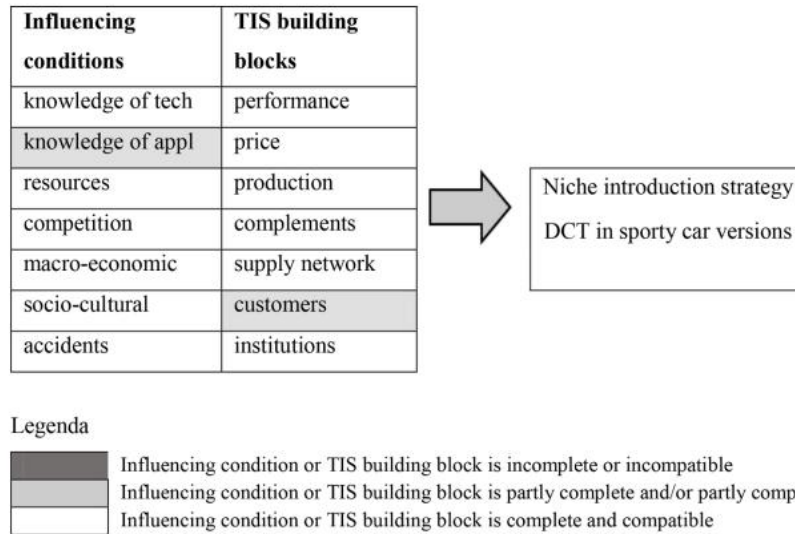 Influencing conditions TIS building blocks
knowledge of tech performance
knowledge of appl price
resources production
competition complements
macro-economic supply network
socio-cultural customers
accidents institutions
Niche introduction strategy
DCT in sporty car versions
Legenda
Influencing condition or TIS building block is incomplete or incompatible
Influencing condition or TIS building block is partly complete and/or partly comp
Influencing condition or TIS building block is complete and compatible